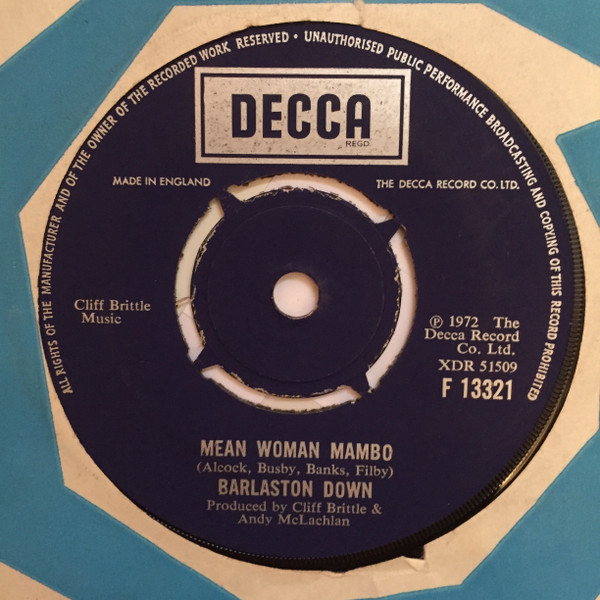 ALL RIGHTS OF THE MANUFACTURER AND OF THE OWNER OF THE RECORDED WORK RESERVED • UNAUTHORISED PUBLIC PERFORMANCE BROADCASTING AND COPYING OF THIS RECORD PROHIBITED
DECCA
REGD.
MADE IN ENGLAND
THE DECCA RECORD CO. LTD.
Cliff Brittle
Music
℗ 1972 The
Decca Record
Co. Ltd.
XDR 51509
F 13321
MEAN WOMAN MAMBO
(Alcock, Busby, Banks, Filby)
BARLASTON DOWN
Produced by Cliff Brittle &
Andy McLachlan